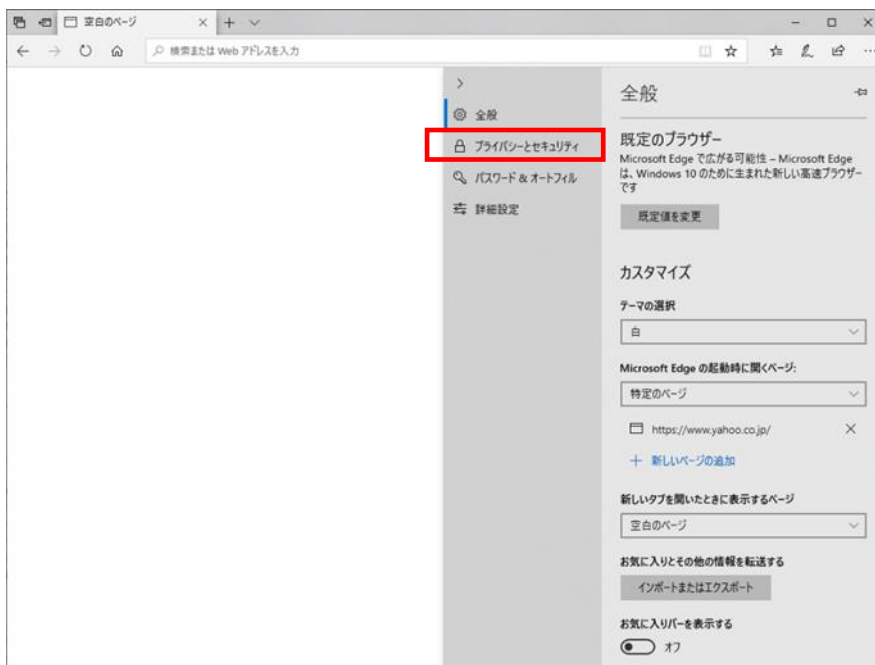 空白のページ
検索または Web アドレスを入力
全般
プライバシーとセキュリティ
パスワード & オートフィル
詳細設定
全般
既定のブラウザー
Microsoft Edge で広がる可能性 – Microsoft Edge
は、Windows 10 のために生まれた新しい高速ブラウザー
です
既定値を変更
カスタマイズ
テーマの選択
白
Microsoft Edge の起動時に開くページ:
特定のページ
https://www.yahoo.co.jp/
新しいページの追加
新しいタブを開いたときに表示するページ
空白のページ
お気に入りとその他の情報を転送する
インポートまたはエクスポート
お気に入りバーを表示する
オフ